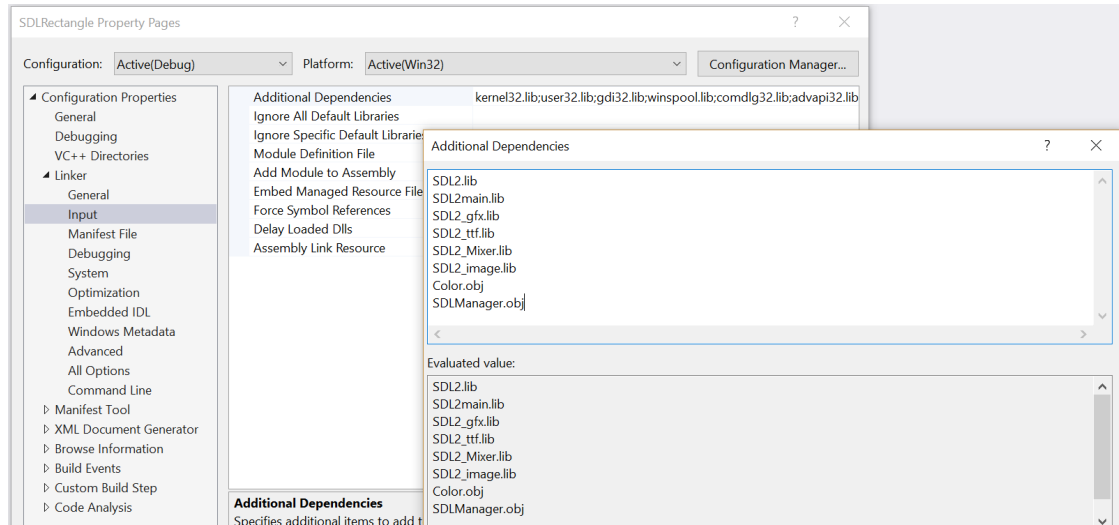 SDLRectangle Property Pages
Configuration: Active(Debug) Platform: Active(Win32) Configuration Manager...
Configuration Properties
General
Debugging
VC++ Directories
Linker
General
Input
Manifest File
Debugging
System
Optimization
Embedded IDL
Windows Metadata
Advanced
All Options
Command Line
Manifest Tool
XML Document Generator
Browse Information
Build Events
Custom Build Step
Code Analysis
Additional Dependencies kernel32.lib;user32.lib;gdi32.lib;winspool.lib;comdlg32.lib;advapi32.lib
Ignore All Default Libraries
Ignore Specific Default Libraries
Module Definition File
Add Module to Assembly
Embed Managed Resource File
Force Symbol References
Delay Loaded Dlls
Assembly Link Resource
Additional Dependencies
Specifies additional items to add t
Additional Dependencies
SDL2.lib
SDL2main.lib
SDL2_gfx.lib
SDL2_ttf.lib
SDL2_Mixer.lib
SDL2_image.lib
Color.obj
SDLManager.obj
Evaluated value:
SDL2.lib
SDL2main.lib
SDL2_gfx.lib
SDL2_ttf.lib
SDL2_Mixer.lib
SDL2_image.lib
Color.obj
SDLManager.obj